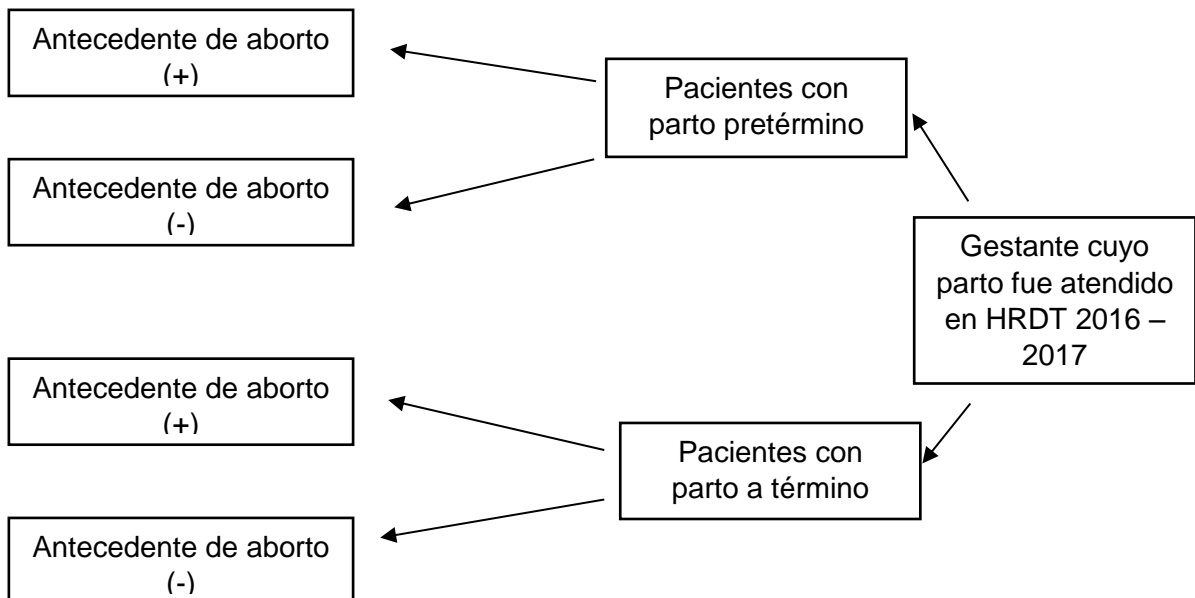 Antecedente de aborto
(+)
Pacientes con
parto pretérmino
Antecedente de aborto
(-)
Gestante cuyo
parto fue atendido
en HRDT 2016 –
2017
Antecedente de aborto
(+)
Pacientes con
parto a término
Antecedente de aborto
(-)